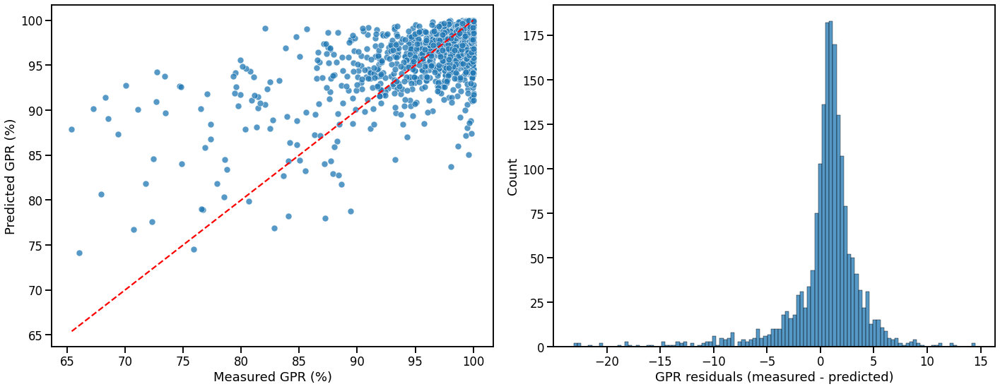 100
95
90
85
80
75
70
65
Predicted GPR (%)
65 70 75 80 85 90 95 100
Measured GPR (%)
175
150
125
100
75
50
25
0
Count
−20 −15 −10 −5 0 5 10 15
GPR residuals (measured - predicted)